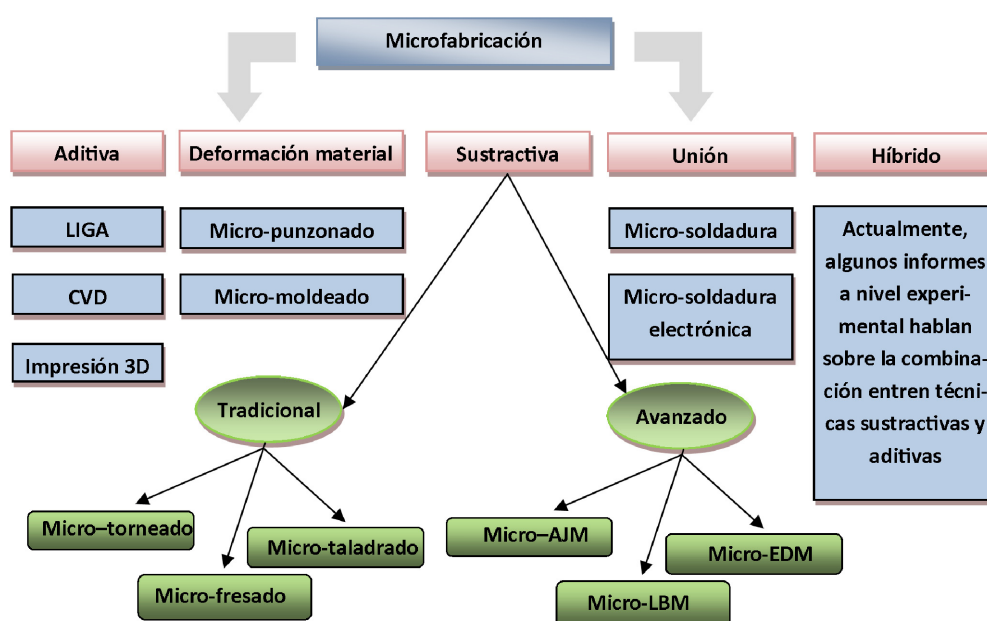 Microfabricación
Aditiva
Deformación material
Sustractiva
Unión
Híbrido
LIGA
CVD
Impresión 3D
Micro-punzonado
Micro-moldeado
Micro-soldadura
Micro-soldadura
electrónica
Actualmente,
algunos informes
a nivel experi-
mental hablan
sobre la combina-
ción entren técni-
cas sustractivas y
aditivas
Tradicional
Avanzado
Micro–torneado
Micro-fresado
Micro-taladrado
Micro–AJM
Micro-LBM
Micro-EDM